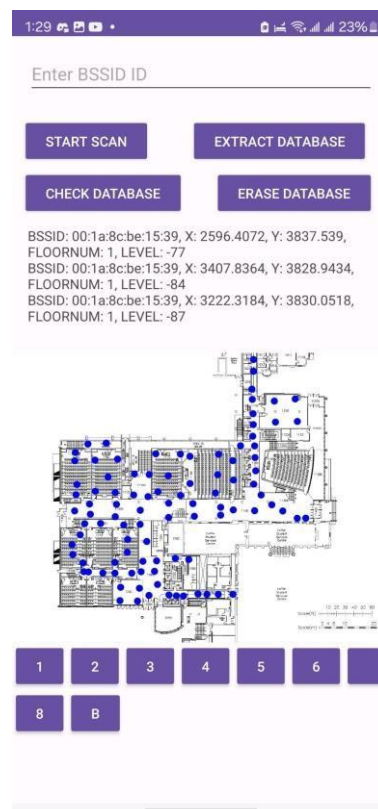 1:29
23%
Enter BSSID ID
START SCAN
EXTRACT DATABASE
CHECK DATABASE
ERASE DATABASE
BSSID: 00:1a:8c:be:15:39, X: 2596.4072, Y: 3837.539,
FLOORNUM: 1, LEVEL: -77
BSSID: 00:1a:8c:be:15:39, X: 3407.8364, Y: 3828.9434,
FLOORNUM: 1, LEVEL: -84
BSSID: 00:1a:8c:be:15:39, X: 3222.3184, Y: 3830.0518,
FLOORNUM: 1, LEVEL: -87
1
2
3
4
5
6
8
B